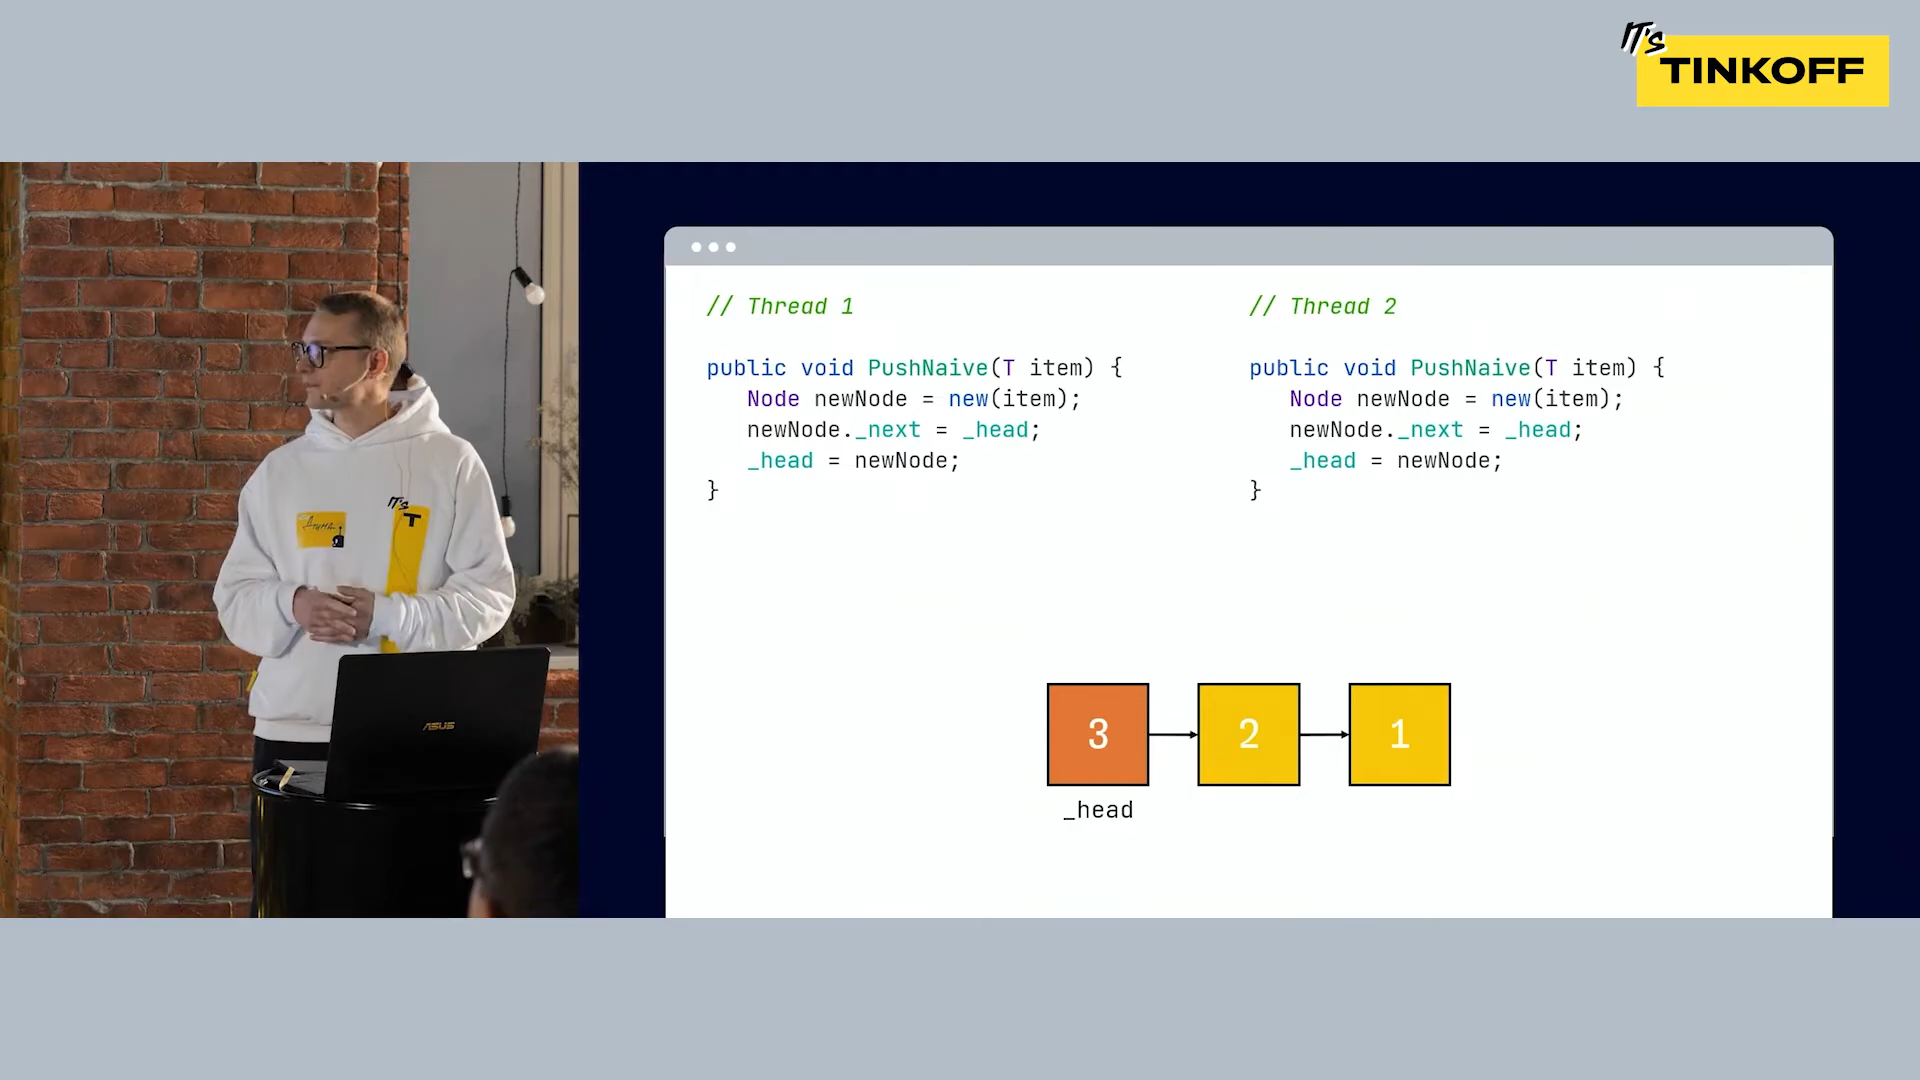 IT's
TINKOFF
// Thread 1
public void PushNaive(T item) {
Node newNode = new(item);
newNode._next = _head;
_head = newNode;
}
// Thread 2
public void PushNaive(T item) {
Node newNode = new(item);
newNode._next = _head;
_head = newNode;
}
3
2
1
_head
IT's
T
ASUS